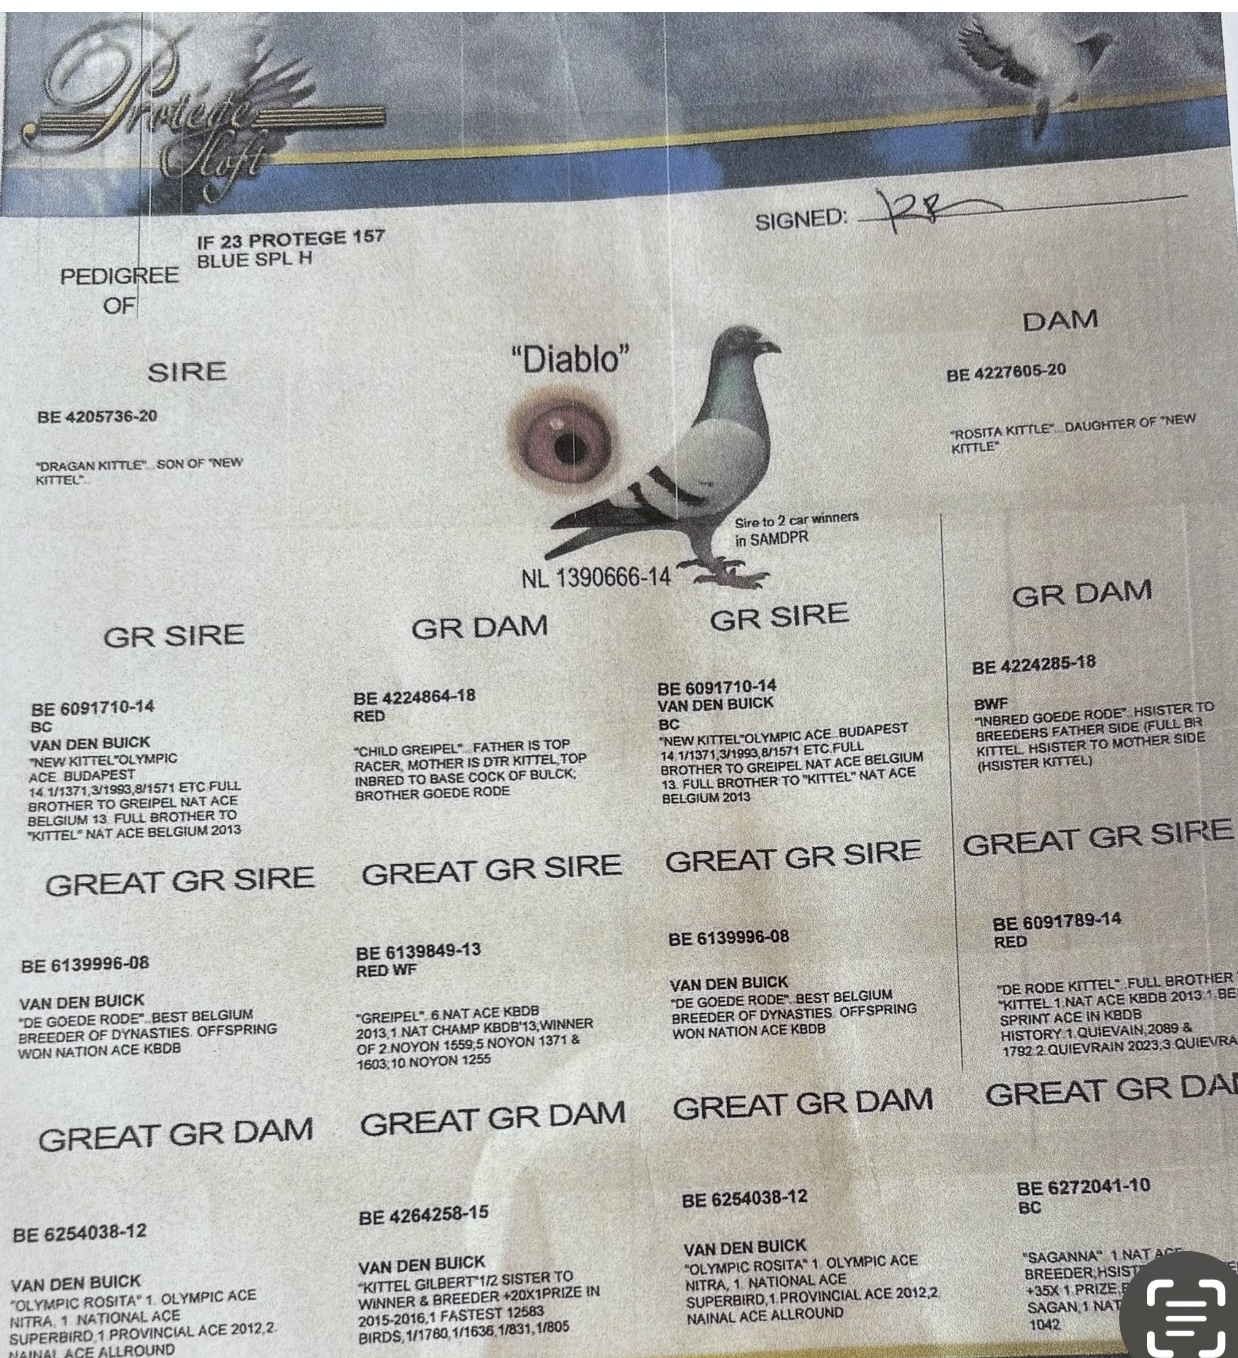 Protege
Loft
SIGNED:
IF 23 PROTEGE 157
BLUE SPL H
PEDIGREE
OF
DAM
SIRE
"Diablo"
BE 4227605-20
BE 4205736-20
"ROSITA KITTLE"...DAUGHTER OF "NEW
KITTLE"
"DRAGAN KITTLE"...SON OF "NEW
KITTEL"..
Sire to 2 car winners
in SAMDPR
NL 1390666-14
GR SIRE
BE 6091710-14
BC
VAN DEN BUICK
"NEW KITTEL"OLYMPIC
ACE..BUDAPEST
14.1/1371,3/1993,8/1571 ETC.FULL
BROTHER TO GREIPEL NAT ACE
BELGIUM 13. FULL BROTHER TO
"KITTEL" NAT ACE BELGIUM 2013
GR DAM
BE 4224864-18
RED
"CHILD GREIPEL"...FATHER IS TOP
RACER, MOTHER IS DTR KITTEL,TOP
INBRED TO BASE COCK OF BULCK;
BROTHER GOEDE RODE
GR SIRE
BE 6091710-14
VAN DEN BUICK
BC
"NEW KITTEL"OLYMPIC ACE..BUDAPEST
14.1/1371,3/1993,8/1571 ETC.FULL
BROTHER TO GREIPEL NAT ACE BELGIUM
13. FULL BROTHER TO "KITTEL" NAT ACE
BELGIUM 2013
GR DAM
BE 4224285-18
BWF
"INBRED GOEDE RODE"..HSISTER TO
BREEDERS FATHER SIDE (FULL BR
KITTEL, HSISTER TO MOTHER SIDE
(HSISTER KITTEL)
GREAT GR SIRE
BE 6139996-08
VAN DEN BUICK
"DE GOEDE RODE"..BEST BELGIUM
BREEDER OF DYNASTIES. OFFSPRING
WON NATION ACE KBDB
GREAT GR SIRE
BE 6139849-13
RED WF
"GREIPEL"..6.NAT ACE KBDB
2013,1.NAT CHAMP KBDB'13;WINNER
OF 2.NOYON 1559;5 NOYON 1371 &
1603;10 NOYON 1255
GREAT GR SIRE
BE 6139996-08
VAN DEN BUICK
"DE GOEDE RODE"..BEST BELGIUM
BREEDER OF DYNASTIES. OFFSPRING
WON NATION ACE KBDB
GREAT GR SIRE
BE 6091789-14
RED
"DE RODE KITTEL"..FULL BROTHER
"KITTEL 1.NAT ACE KBDB 2013.1.BE
SPRINT ACE IN KBDB
HISTORY.1.QUIEVAIN,2089 &
1792.2.QUIEVRAIN 2023,3.QUIEVRA
GREAT GR DAM
BE 6254038-12
VAN DEN BUICK
"OLYMPIC ROSITA" 1. OLYMPIC ACE
NITRA, 1. NATIONAL ACE
SUPERBIRD,1.PROVINCIAL ACE 2012,2.
NAINAL ACE ALLROUND
GREAT GR DAM
BE 4264258-15
VAN DEN BUICK
"KITTEL GILBERT"1/2 SISTER TO
WINNER & BREEDER +20X1PRIZE IN
2015-2016,1 FASTEST 12583
BIRDS,1/1760,1/1636,1/831,1/805
GREAT GR DAM
BE 6254038-12
VAN DEN BUICK
"OLYMPIC ROSITA" 1. OLYMPIC ACE
NITRA, 1. NATIONAL ACE
SUPERBIRD,1.PROVINCIAL ACE 2012,2.
NAINAL ACE ALLROUND
GREAT GR DA
BE 6272041-10
BC
"SAGANNA"..1.NAT ACE
BREEDER,HSIST
+35X 1.PRIZE,
SAGAN,1 NAT
1042